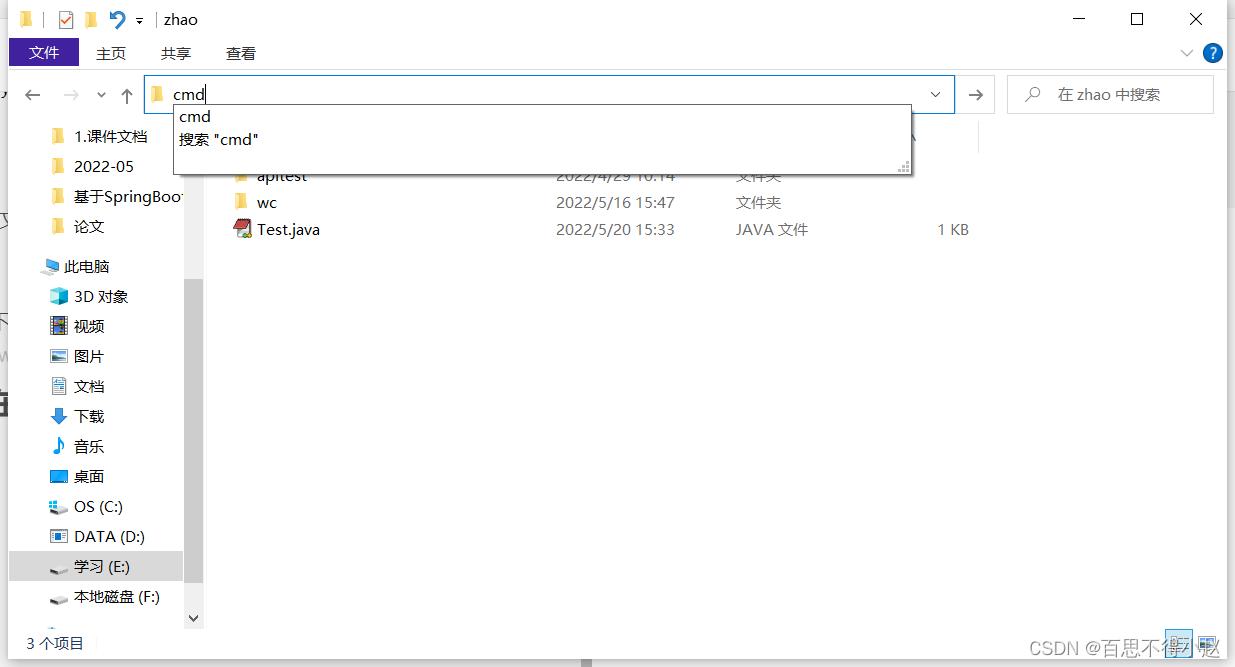 zhao
文件 主页 共享 查看
cmd
在 zhao 中搜索
cmd
搜索 "cmd"
1.课件文档
2022-05
基于SpringBoot
论文
此电脑
3D 对象
视频
图片
文档
下载
音乐
桌面
OS (C:)
DATA (D:)
学习 (E:)
本地磁盘 (F:)
apitest 2022/4/29 10:14 文件夹
wc 2022/5/16 15:47 文件夹
Test.java 2022/5/20 15:33 JAVA 文件 1 KB
3 个项目
CSDN @百思不得小赵